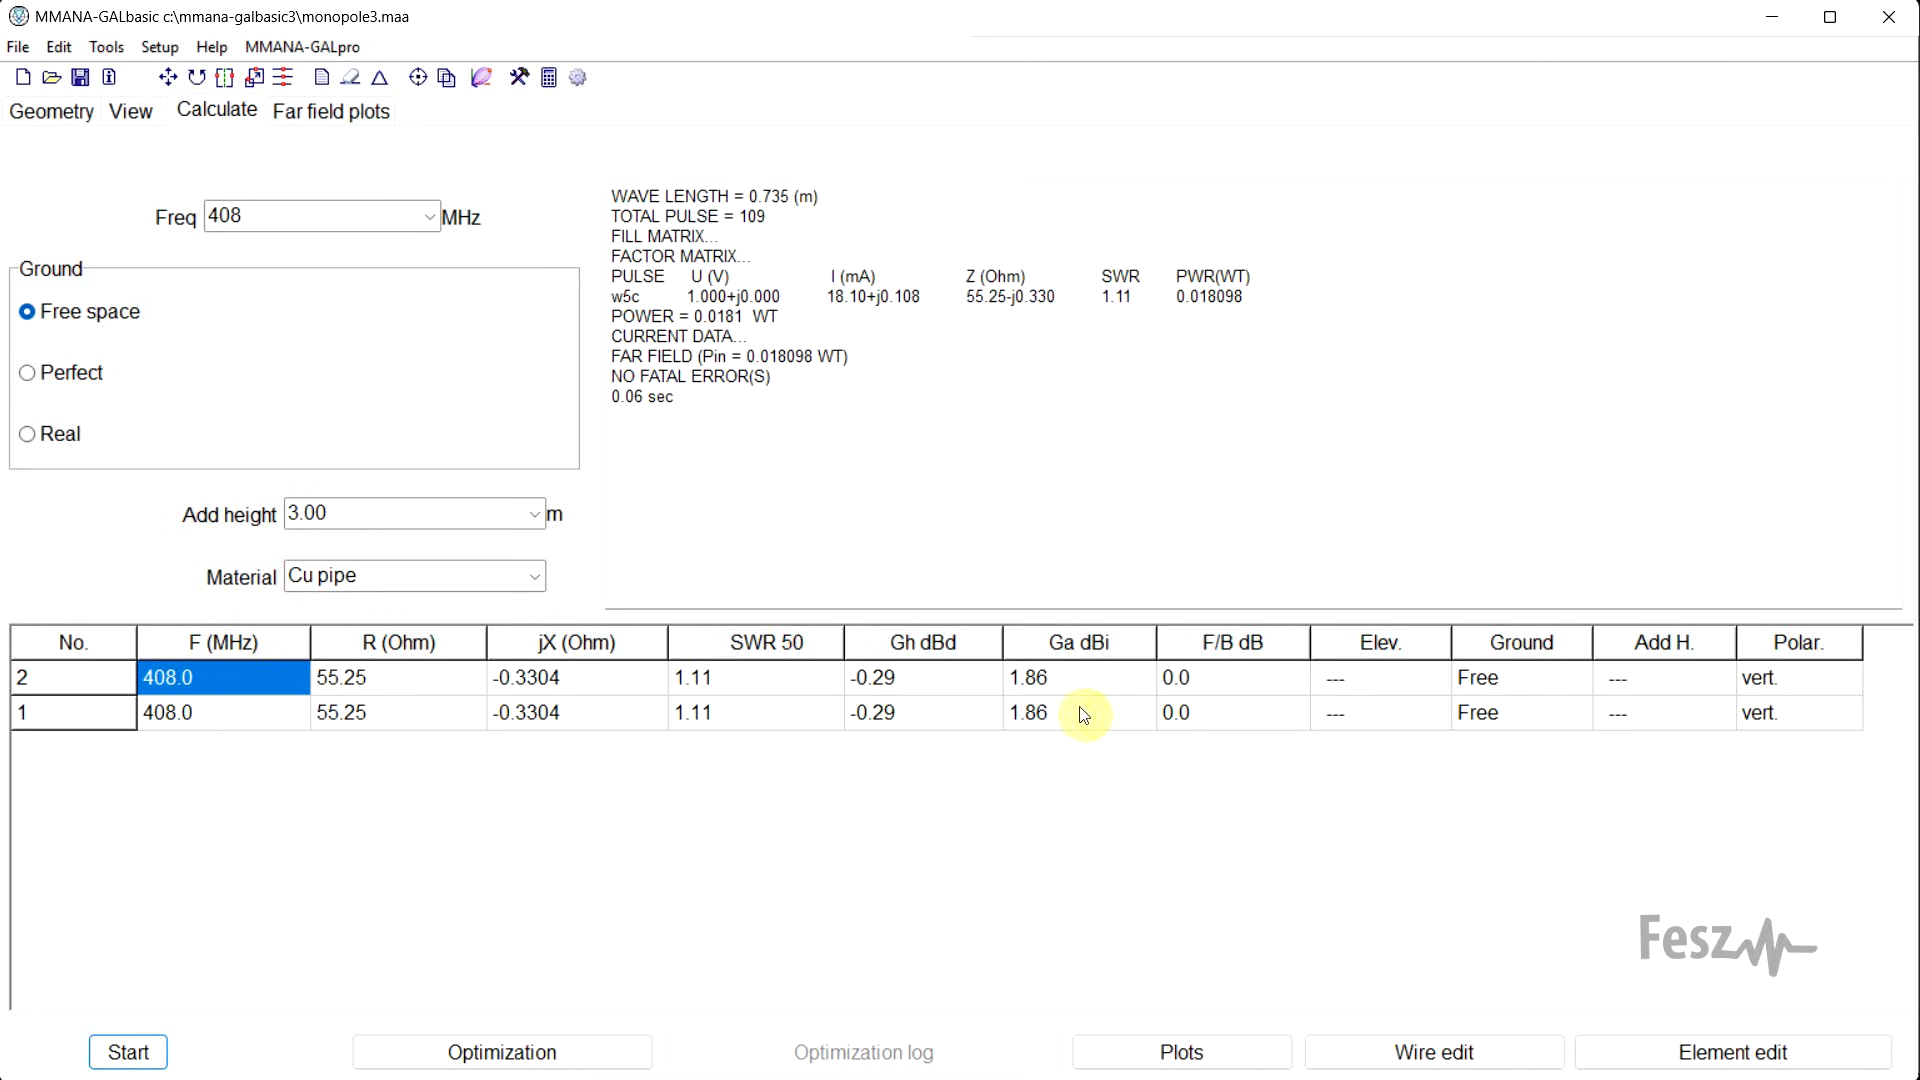 MMANA-GALbasic c:\mmana-galbasic3\monopole3.maa
File Edit Tools Setup Help MMANA-GALpro
Geometry View Calculate Far field plots
Freq 408 MHz
Ground
Free space
Perfect
Real
Add height 3.00 m
Material Cu pipe
WAVE LENGTH = 0.735 (m)
TOTAL PULSE = 109
FILL MATRIX...
FACTOR MATRIX...
PULSE U (V) I (mA) Z (Ohm) SWR PWR(WT)
w5c 1.000+j0.000 18.10+j0.108 55.25-j0.330 1.11 0.018098
POWER = 0.0181 WT
CURRENT DATA...
FAR FIELD (Pin = 0.018098 WT)
NO FATAL ERROR(S)
0.06 sec
No. F (MHz) R (Ohm) jX (Ohm) SWR 50 Gh dBd Ga dBi F/B dB Elev. Ground Add H. Polar.
2 408.0 55.25 -0.3304 1.11 -0.29 1.86 0.0 --- Free --- vert.
1 408.0 55.25 -0.3304 1.11 -0.29 1.86 0.0 --- Free --- vert.
Fesz
Start Optimization Optimization log Plots Wire edit Element edit